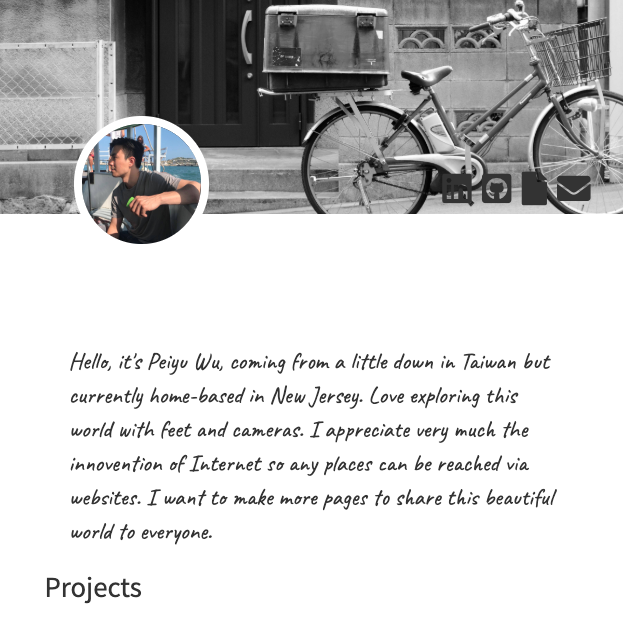 Hello, it's Peiyu Wu, coming from a little down in Taiwan but
currently home-based in New Jersey. Love exploring this
world with feet and cameras. I appreciate very much the
innovention of Internet so any places can be reached via
websites. I want to make more pages to share this beautiful
world to everyone.
Projects